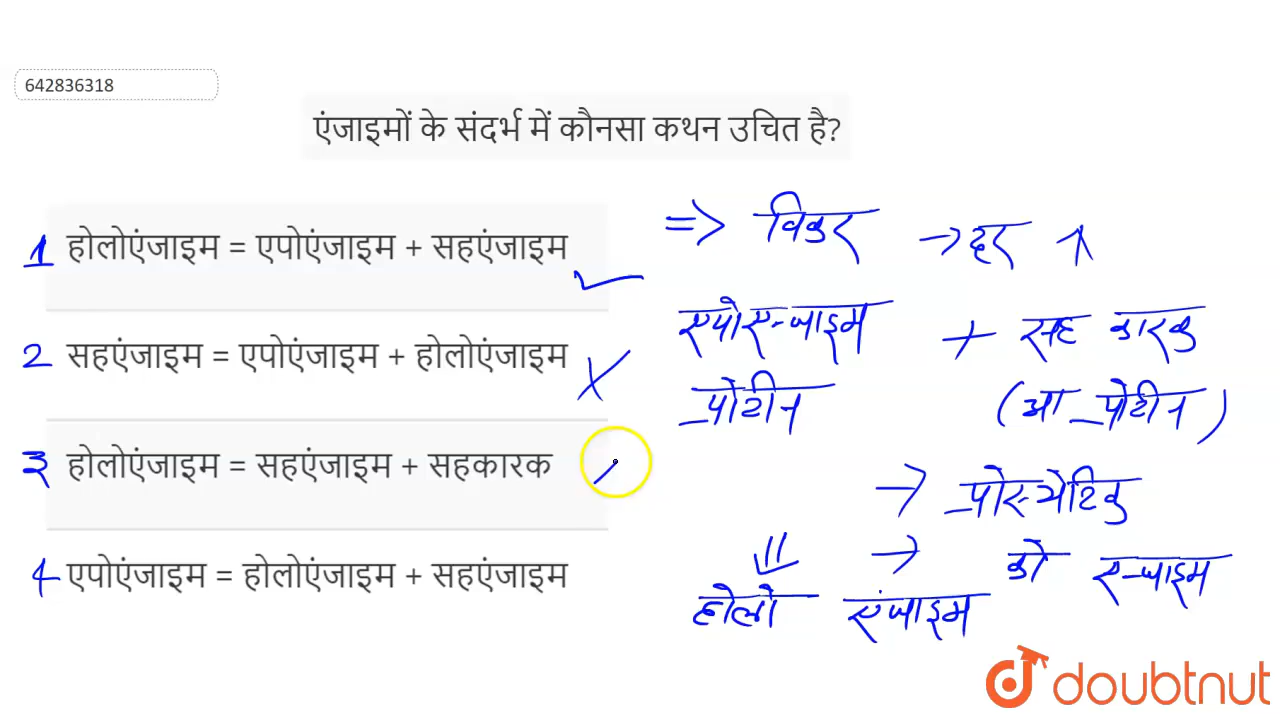 642836318
एंजाइमों के संदर्भ में कौनसा कथन उचित है?
1 होलोएंजाइम = एपोएंजाइम + सहएंजाइम
2 सहएंजाइम = एपोएंजाइम + होलोएंजाइम
3 होलोएंजाइम = सहएंजाइम + सहकारक
4 एपोएंजाइम = होलोएंजाइम + सहएंजाइम
=> विकर → दर ↑
एपोएन्जाइम + सह कारक
प्रोटीन (आ प्रोटीन)
→ प्रोस्थेटिक
→ को एन्जाइम
होलो एंजाइम
doubtnut